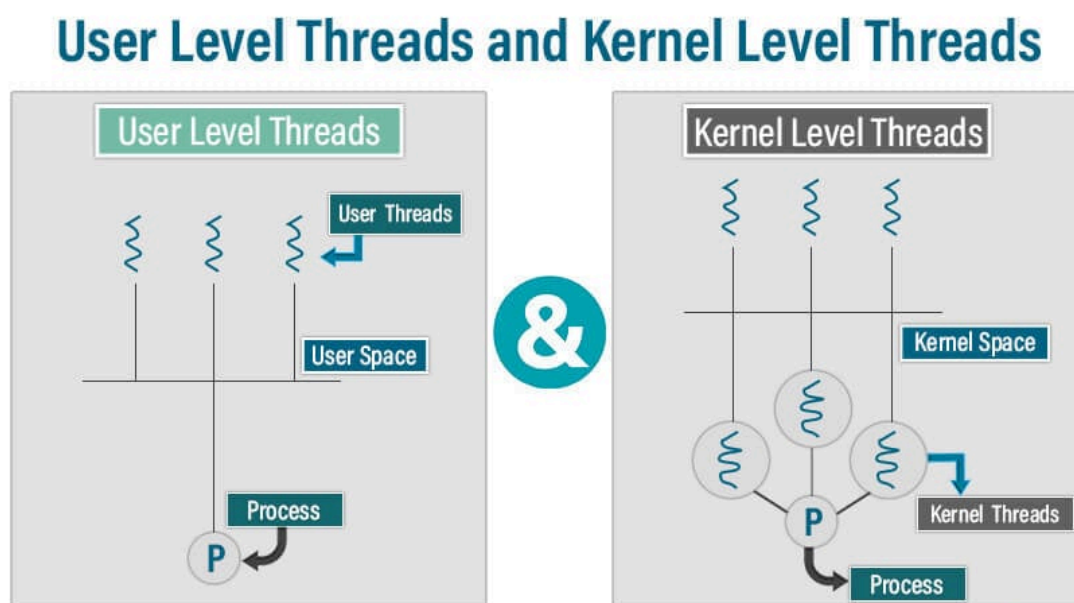 User Level Threads and Kernel Level Threads
User Level Threads
User Threads
User Space
Process
P
&
Kernel Level Threads
Kernel Space
Kernel Threads
P
Process